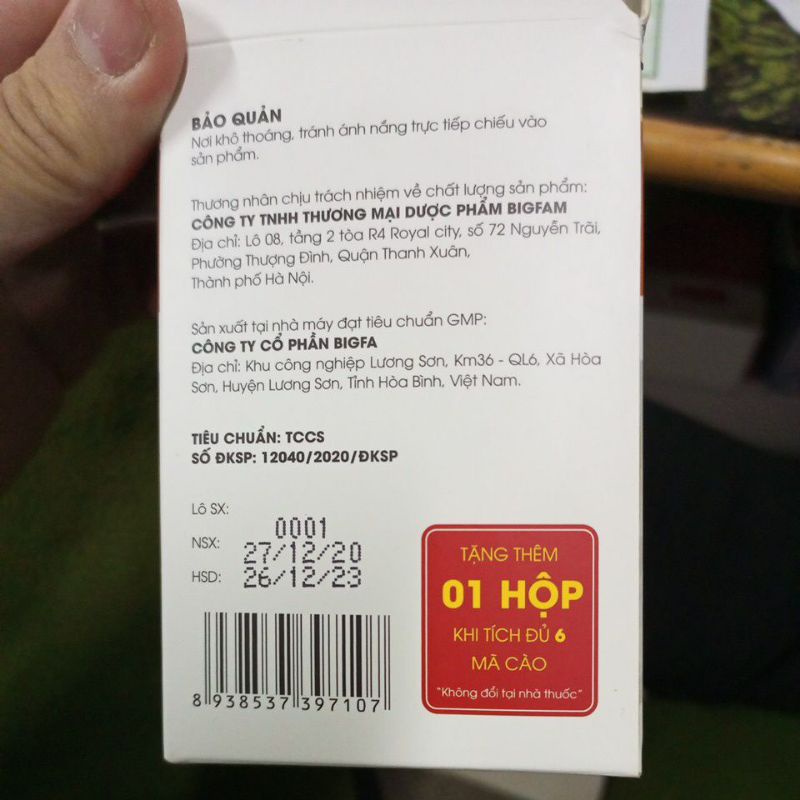 BẢO QUẢN
Nơi khô thoáng, tránh ánh nắng trực tiếp chiếu vào
sản phẩm.
Thương nhân chịu trách nhiệm về chất lượng sản phẩm:
CÔNG TY TNHH THƯƠNG MẠI DƯỢC PHẨM BIGFAM
Địa chỉ: Lô 08, tầng 2 tòa R4 Royal city, số 72 Nguyễn Trãi,
Phường Thượng Đình, Quận Thanh Xuân,
Thành phố Hà Nội.
Sản xuất tại nhà máy đạt tiêu chuẩn GMP:
CÔNG TY CỔ PHẦN BIGFA
Địa chỉ: Khu công nghiệp Lương Sơn, Km36 - QL6, Xã Hòa
Sơn, Huyện Lương Sơn, Tỉnh Hòa Bình, Việt Nam.
TIÊU CHUẨN: TCCS
SỐ ĐKSP: 12040/2020/ĐKSP
Lô SX: 0001
NSX: 27/12/20
HSD: 26/12/23
8 938537 397107
TẶNG THÊM
01 HỘP
KHI TÍCH ĐỦ 6
MÃ CÀO
"Không đổi tại nhà thuốc"